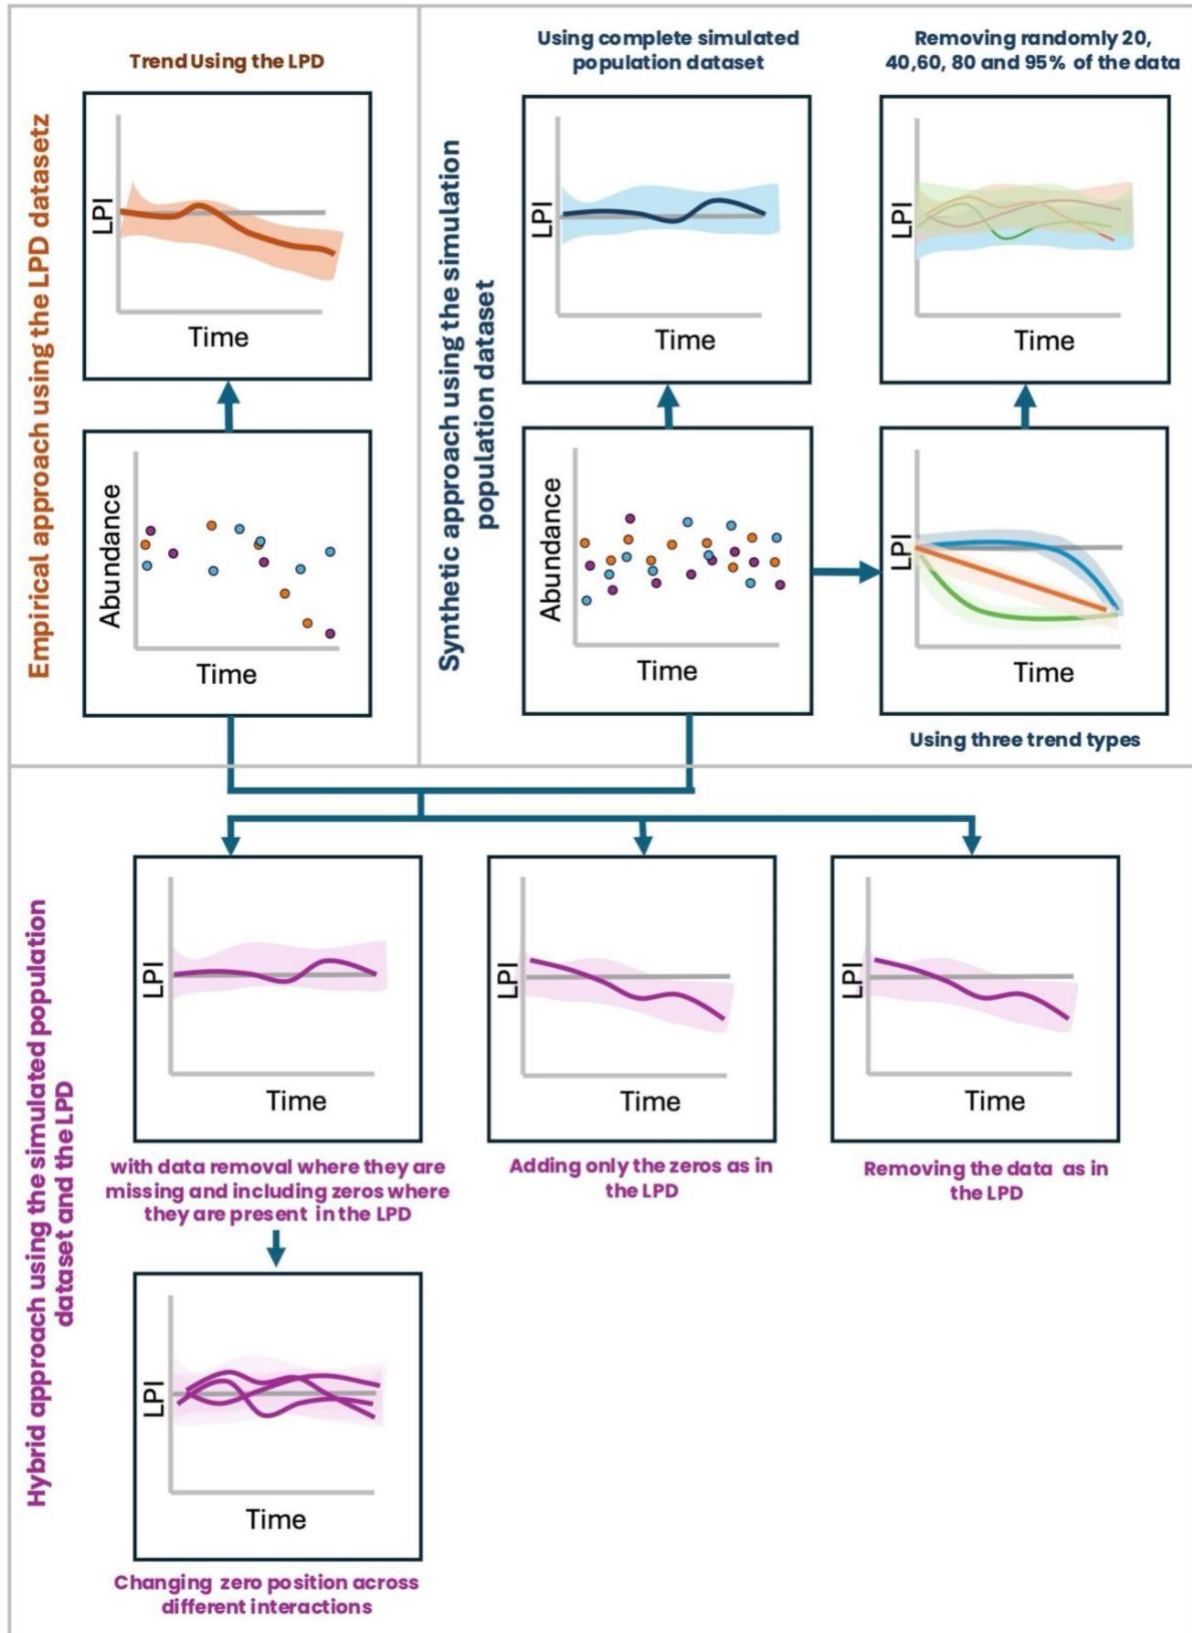 Empirical approach using the LPD datasetz
Trend Using the LPD
LPI
Time
Abundance
Time
Synthetic approach using the simulation
population dataset
Using complete simulated
population dataset
LPI
Time
Abundance
Time
Removing randomly 20,
40,60, 80 and 95% of the data
LPI
Time
LPI
Time
Using three trend types
Hybrid approach using the simulated population
dataset and the LPD
LPI
Time
with data removal where they are
missing and including zeros where
they are present in the LPD
LPI
Time
Adding only the zeros as in
the LPD
LPI
Time
Removing the data as in
the LPD
LPI
Time
Changing zero position across
different interactions